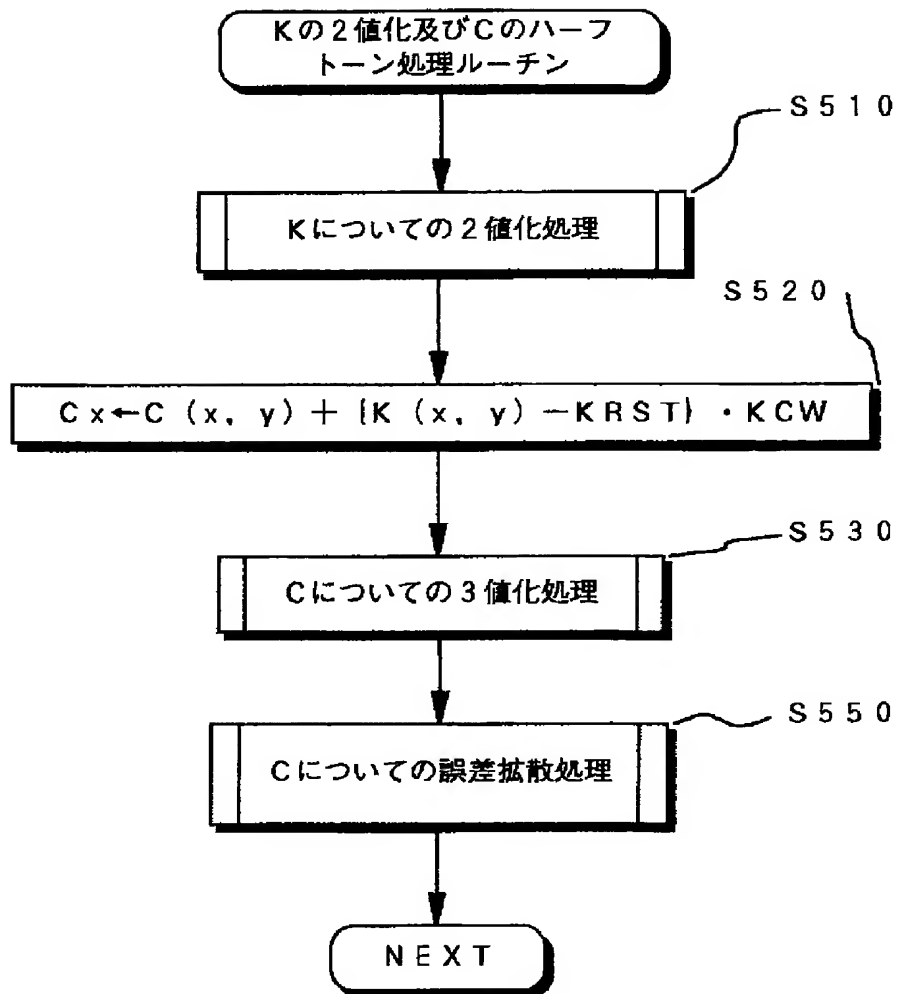 Kの2値化及びCのハーフ
トーン処理ルーチン
S510
Kについての2値化処理
S520
Cx←C (x, y) + {K (x, y) −KRST} ・KCW
S530
Cについての3値化処理
S550
Cについての誤差拡散処理
NEXT